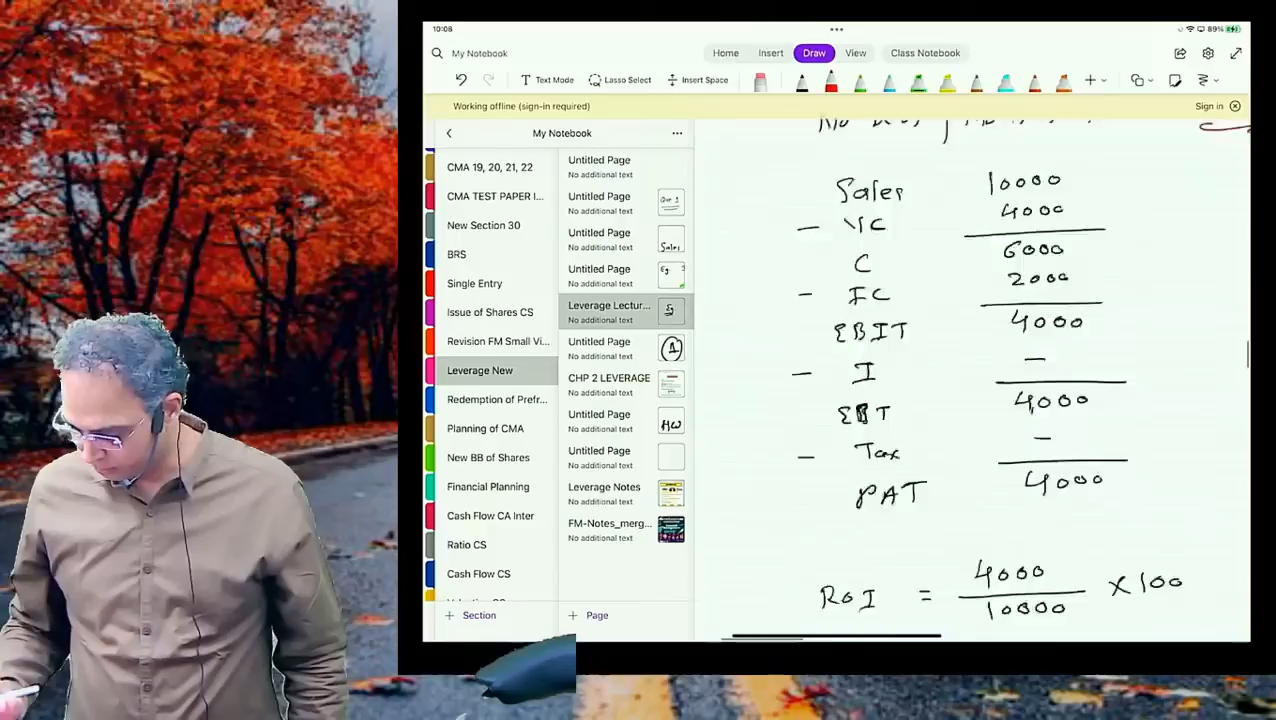 10:08
89%
My Notebook
Home Insert Draw View Class Notebook
Text Mode Lasso Select Insert Space
Working offline (sign-in required)
Sign in
My Notebook
CMA 19, 20, 21, 22
CMA TEST PAPER I...
New Section 30
BRS
Single Entry
Issue of Shares CS
Revision FM Small Vi...
Leverage New
Redemption of Prefr...
Planning of CMA
New BB of Shares
Financial Planning
Cash Flow CA Inter
Ratio CS
Cash Flow CS
Section
Untitled Page
No additional text
Untitled Page
No additional text
Untitled Page
No additional text
Sales
Untitled Page
No additional text
Eg
Leverage Lectur...
No additional text
Untitled Page
No additional text
CHP 2 LEVERAGE
No additional text
Untitled Page
No additional text
HW
Untitled Page
No additional text
Leverage Notes
No additional text
FM-Notes_merg...
No additional text
Page
Sales 10000
- VC 4000
C 6000
- FC 2000
EBIT 4000
- I -
EBT 4000
- Tax -
PAT 4000
ROI = 4000 / 10000 X 100